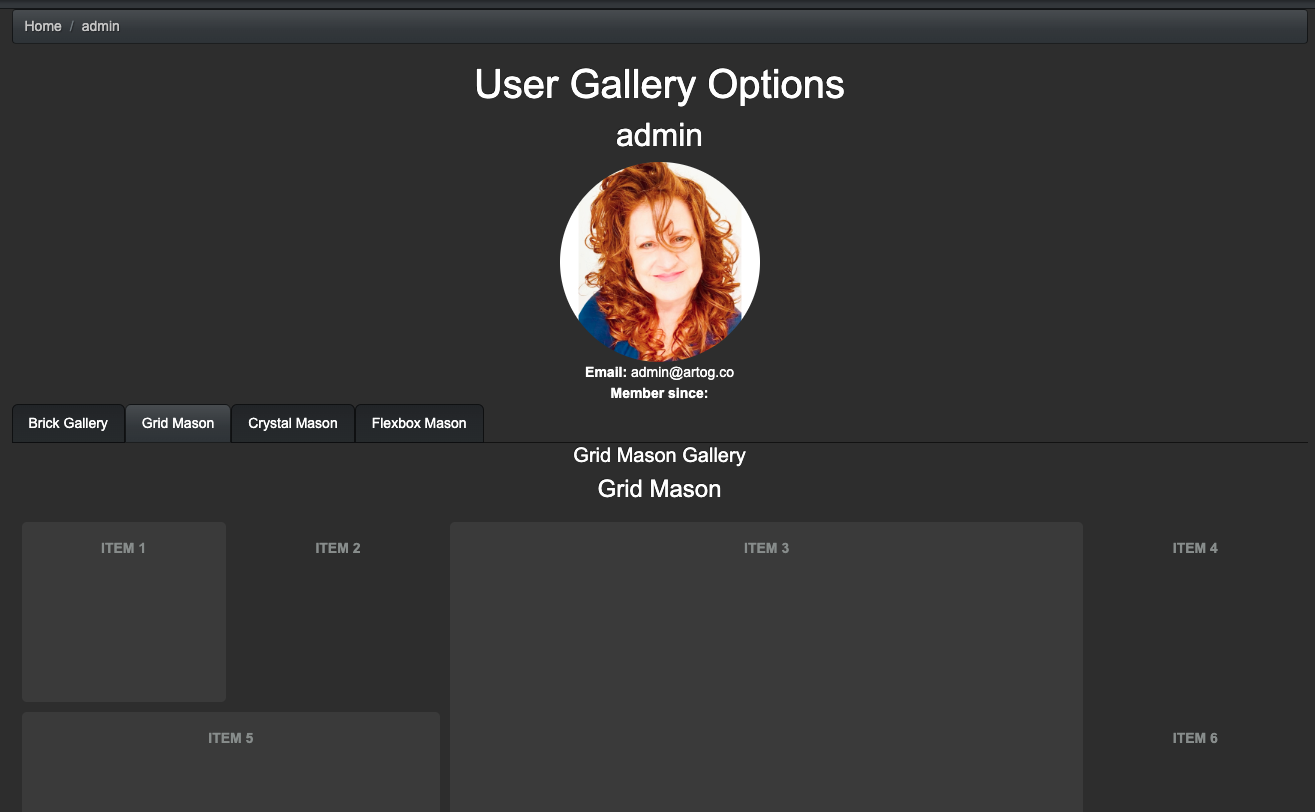 Home / admin
User Gallery Options
admin
Email: admin@artog.co
Member since:
Brick Gallery Grid Mason Crystal Mason Flexbox Mason
Grid Mason Gallery
Grid Mason
ITEM 1 ITEM 2 ITEM 3 ITEM 4
ITEM 5 ITEM 6